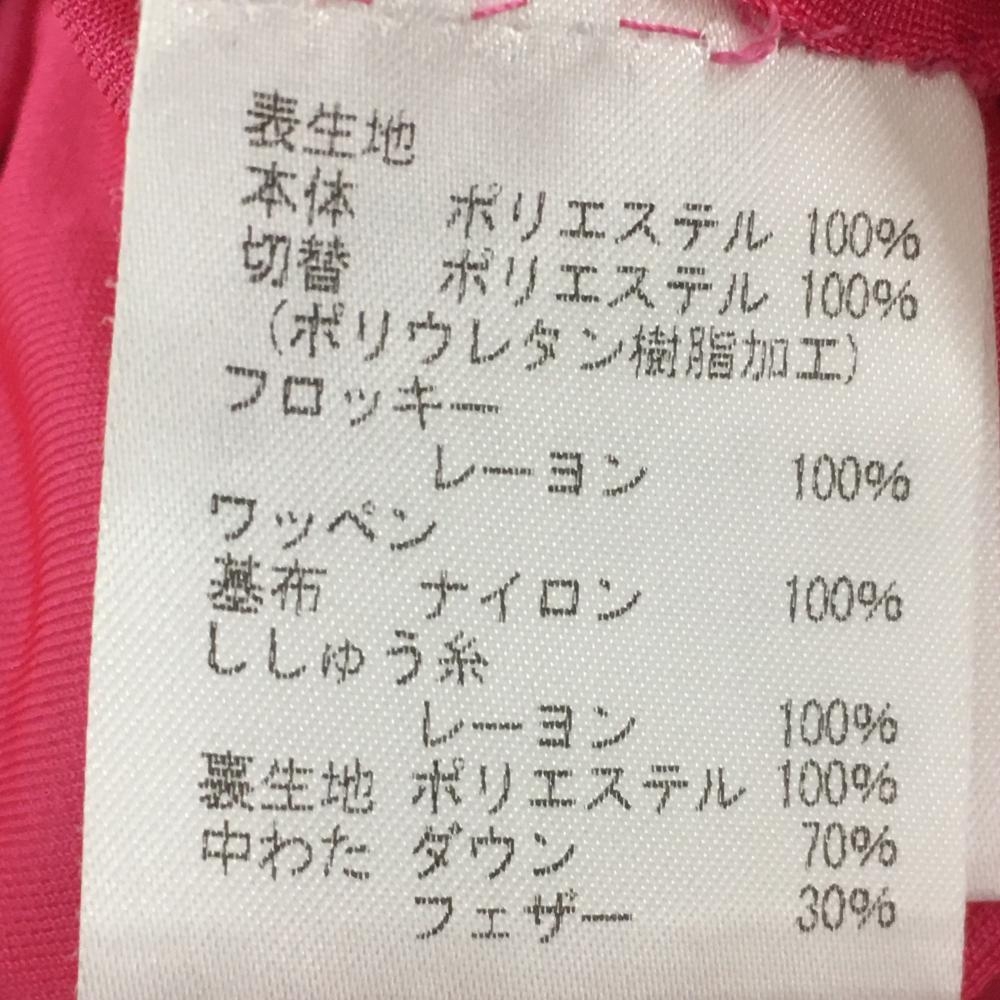 表生地
本体 ポリエステル 100%
切替 ポリエステル 100%
(ポリウレタン樹脂加工)
フロッキー
レーヨン 100%
ワッペン
基布 ナイロン 100%
ししゅう糸
レーヨン 100%
裏生地 ポリエステル 100%
中わた ダウン 70%
フェザー 30%